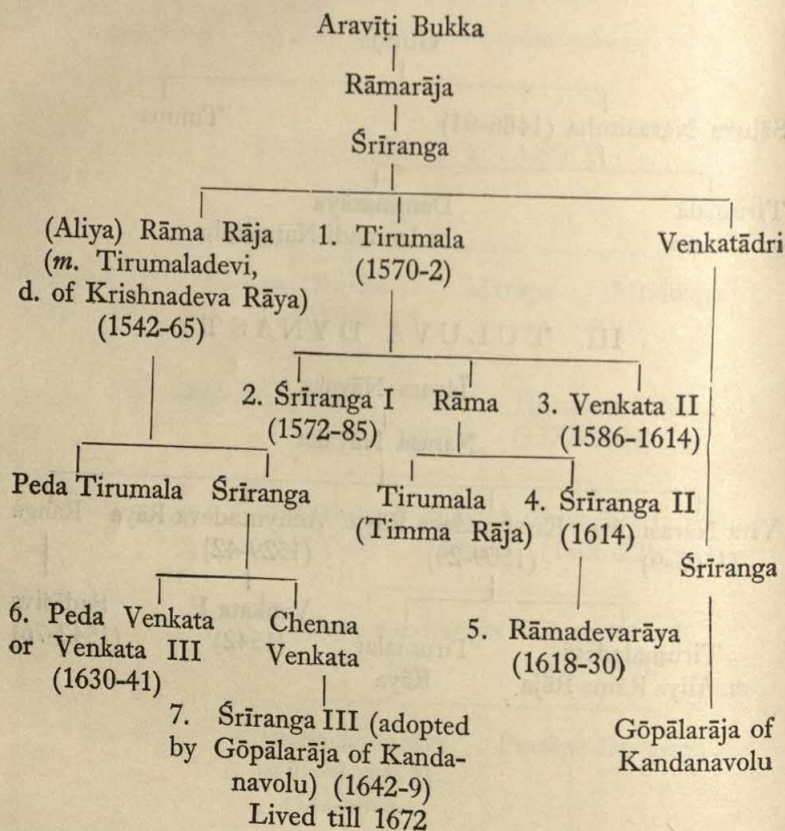 Aravīṭi Bukka
Rāmarāja
Śrīranga
(Aliya) Rāma Rāja
(m. Tirumaladevi,
d. of Krishnadeva Rāya)
(1542-65)
1. Tirumala
(1570-2)
Venkatādri
2. Śrīranga I
(1572-85)
Rāma
3. Venkata II
(1586-1614)
Peda Tirumala
Śrīranga
Tirumala
(Timma Rāja)
4. Śrīranga II
(1614)
Śrīranga
6. Peda Venkata
or Venkata III
(1630-41)
Chenna
Venkata
5. Rāmadevarāya
(1618-30)
7. Śrīranga III (adopted
by Gōpālarāja of Kanda-
navolu) (1642-9)
Lived till 1672
Gōpālarāja of
Kandanavolu